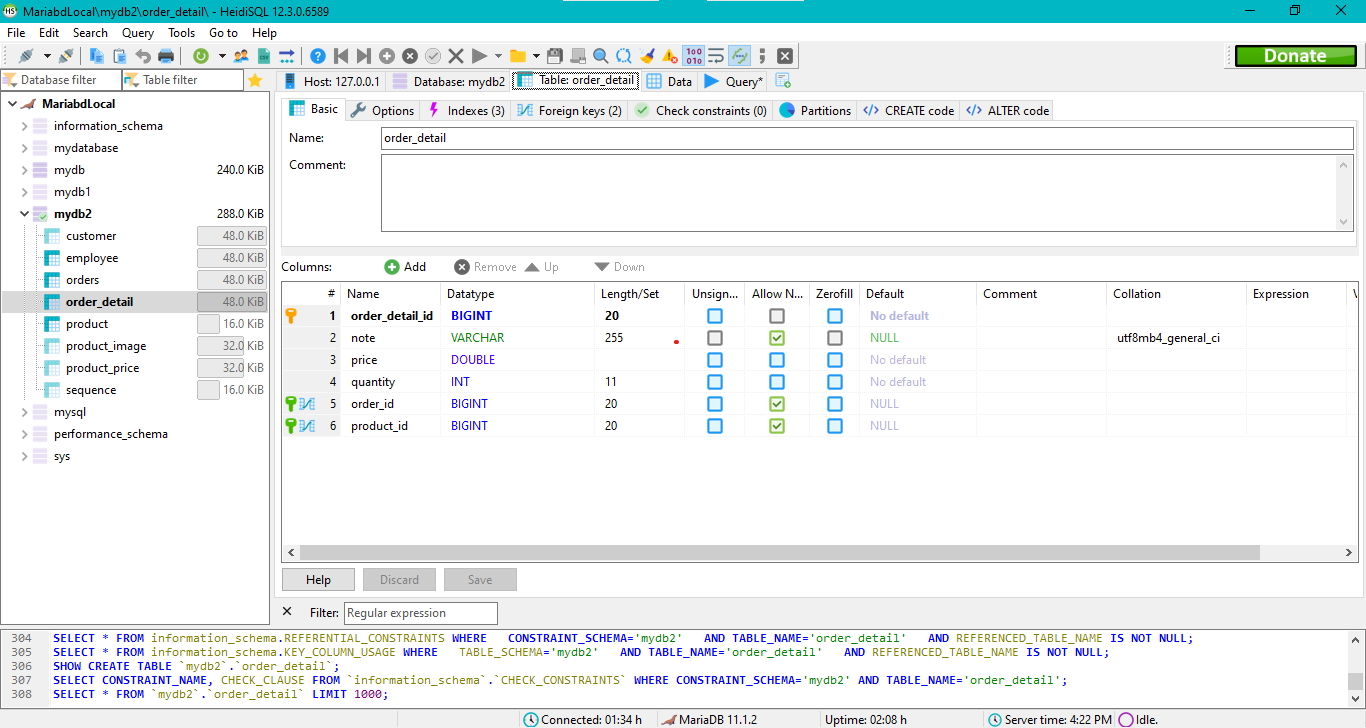 MariabdLocal\mydb2\order_detail\ - HeidiSQL 12.3.0.6589
File Edit Search Query Tools Go to Help
Donate
Database filter Table filter
Host: 127.0.0.1 Database: mydb2 Table: order_detail Data Query*
MariabdLocal
information_schema
mydatabase
mydb 240.0 KiB
mydb1
mydb2 288.0 KiB
customer 48.0 KiB
employee 48.0 KiB
orders 48.0 KiB
order_detail 48.0 KiB
product 16.0 KiB
product_image 32.0 KiB
product_price 32.0 KiB
sequence 16.0 KiB
mysql
performance_schema
sys
Basic Options Indexes (3) Foreign keys (2) Check constraints (0) Partitions CREATE code ALTER code
Name: order_detail
Comment:
Columns: Add Remove Up Down
# Name Datatype Length/Set Unsign... Allow N... Zerofill Default Comment Collation Expression V
1 order_detail_id BIGINT 20 No default
2 note VARCHAR 255 NULL utf8mb4_general_ci
3 price DOUBLE No default
4 quantity INT 11 No default
5 order_id BIGINT 20 NULL
6 product_id BIGINT 20 NULL
Help Discard Save
Filter: Regular expression
304 SELECT * FROM information_schema.REFERENTIAL_CONSTRAINTS WHERE CONSTRAINT_SCHEMA='mydb2' AND TABLE_NAME='order_detail' AND REFERENCED_TABLE_NAME IS NOT NULL;
305 SELECT * FROM information_schema.KEY_COLUMN_USAGE WHERE TABLE_SCHEMA='mydb2' AND TABLE_NAME='order_detail' AND REFERENCED_TABLE_NAME IS NOT NULL;
306 SHOW CREATE TABLE `mydb2`.`order_detail`;
307 SELECT CONSTRAINT_NAME, CHECK_CLAUSE FROM `information_schema`.`CHECK_CONSTRAINTS` WHERE CONSTRAINT_SCHEMA='mydb2' AND TABLE_NAME='order_detail';
308 SELECT * FROM `mydb2`.`order_detail` LIMIT 1000;
Connected: 01:34 h MariaDB 11.1.2 Uptime: 02:08 h Server time: 4:22 PM Idle.